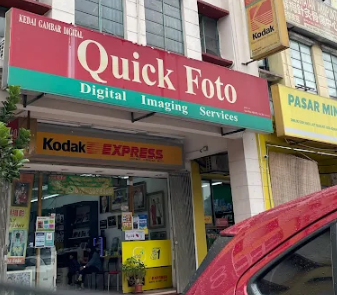 KEDAI GAMBAR DIGITAL
Quick Foto
Digital Imaging Services
Kodak
Kodak EXPRESS
PASAR MIN